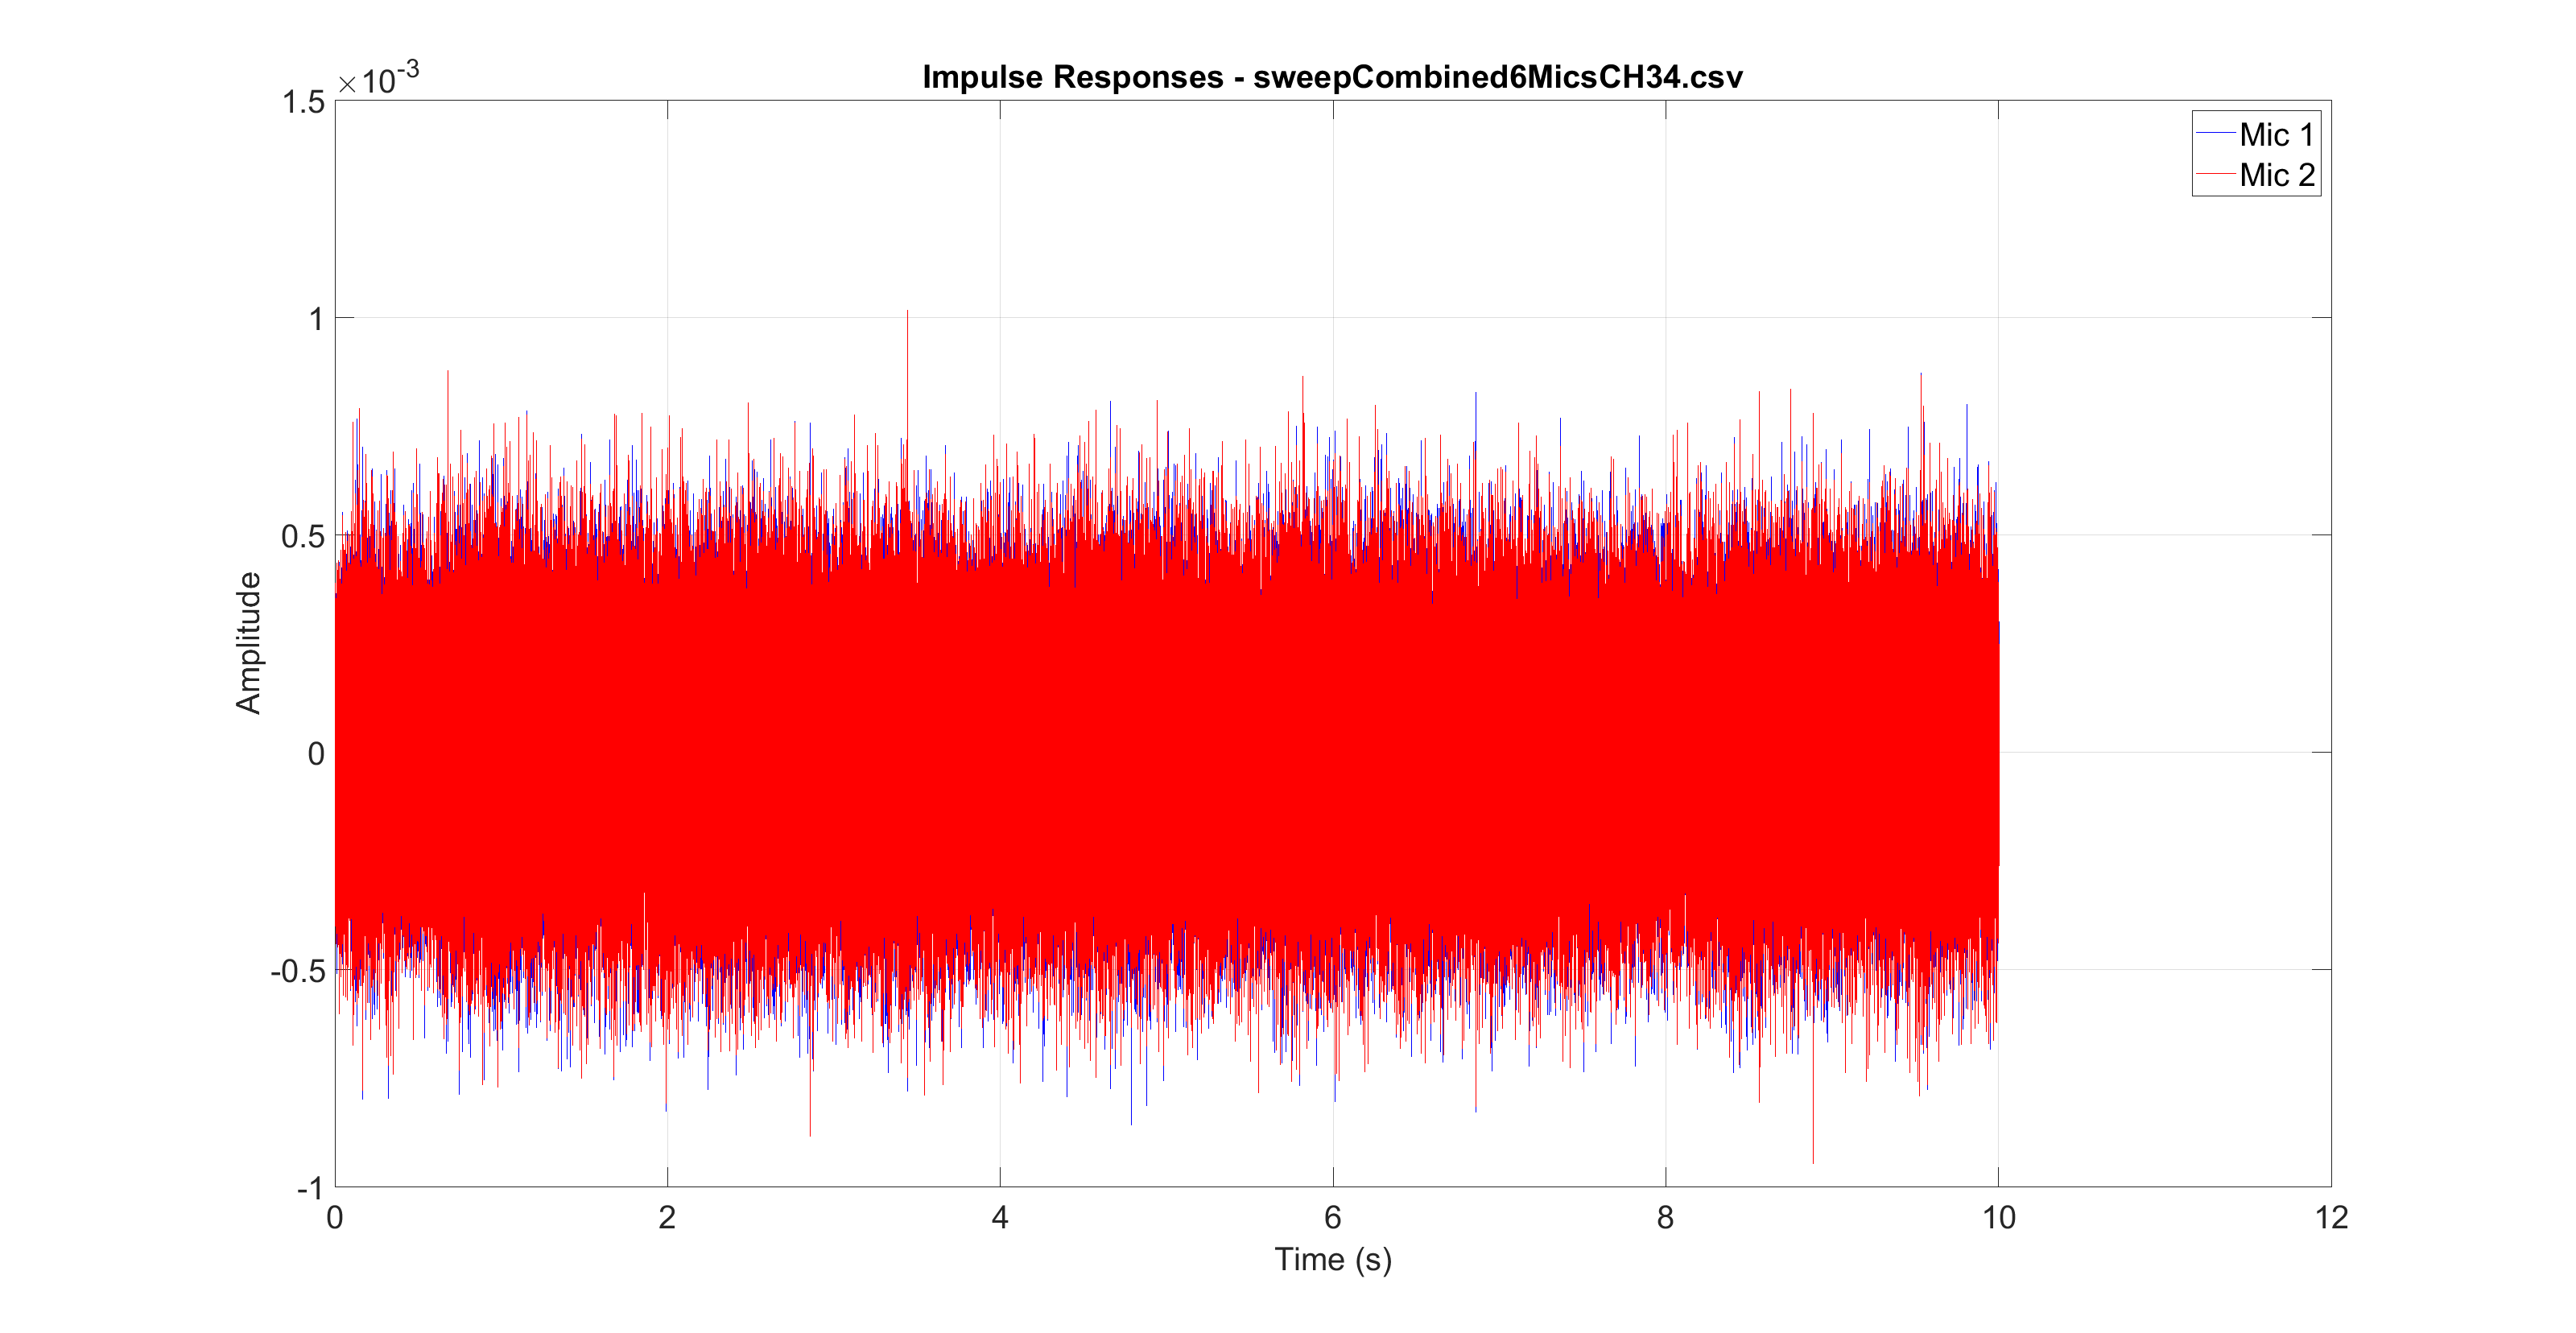 Impulse Responses - sweepCombined6MicsCH34.csv
×10-3
1.5
1
0.5
0
-0.5
-1
Amplitude
0 2 4 6 8 10 12
Time (s)
Mic 1
Mic 2